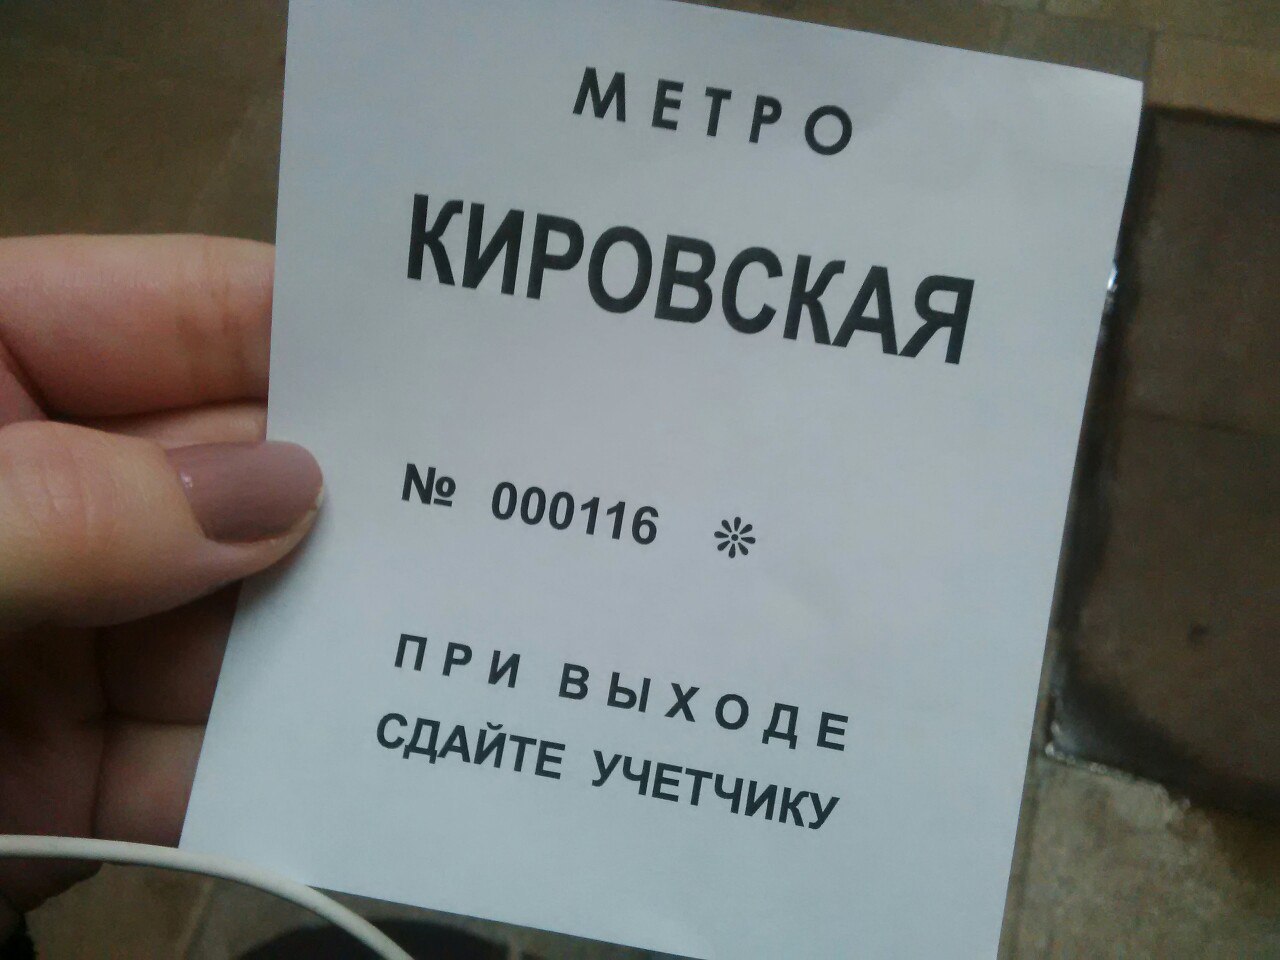 МЕТРО
КИРОВСКАЯ
№ 000116 ❊
ПРИ ВЫХОДЕ
СДАЙТЕ УЧЕТЧИКУ